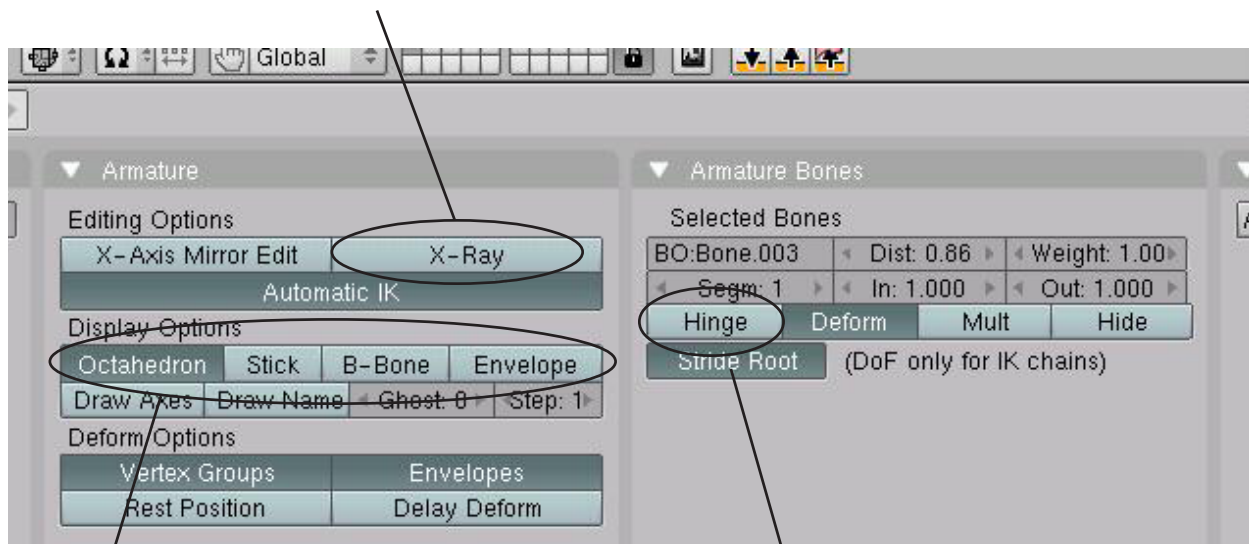 Global
Armature
Editing Options
X-Axis Mirror Edit X-Ray
Automatic IK
Display Options
Octahedron Stick B-Bone Envelope
Draw Axes Draw Name Ghost: 0 Step: 1
Deform Options
Vertex Groups Envelopes
Rest Position Delay Deform
Armature Bones
Selected Bones
BO:Bone.003 Dist: 0.86 Weight: 1.00
Segm: 1 In: 1.000 Out: 1.000
Hinge Deform Mult Hide
Stride Root (DoF only for IK chains)